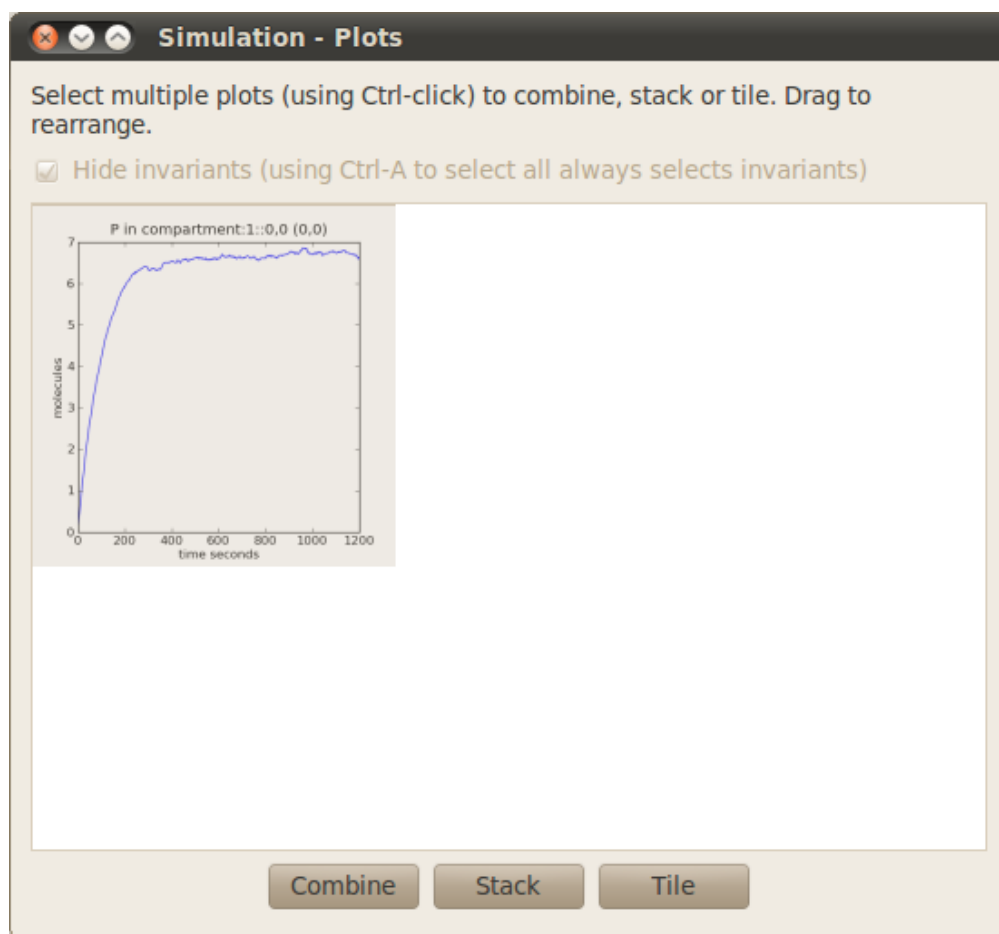 Simulation - Plots
Select multiple plots (using Ctrl-click) to combine, stack or tile. Drag to
rearrange.
Hide invariants (using Ctrl-A to select all always selects invariants)
P in compartment:1::0,0 (0,0)
7
6
5
4
3
2
1
0
molecules
0 200 400 600 800 1000 1200
time seconds
Combine Stack Tile